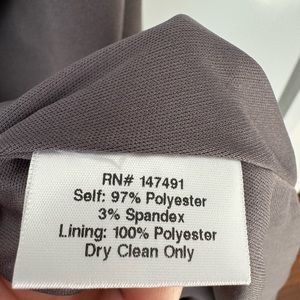 RN# 147491
Self: 97% Polyester
3% Spandex
Lining: 100% Polyester
Dry Clean Only